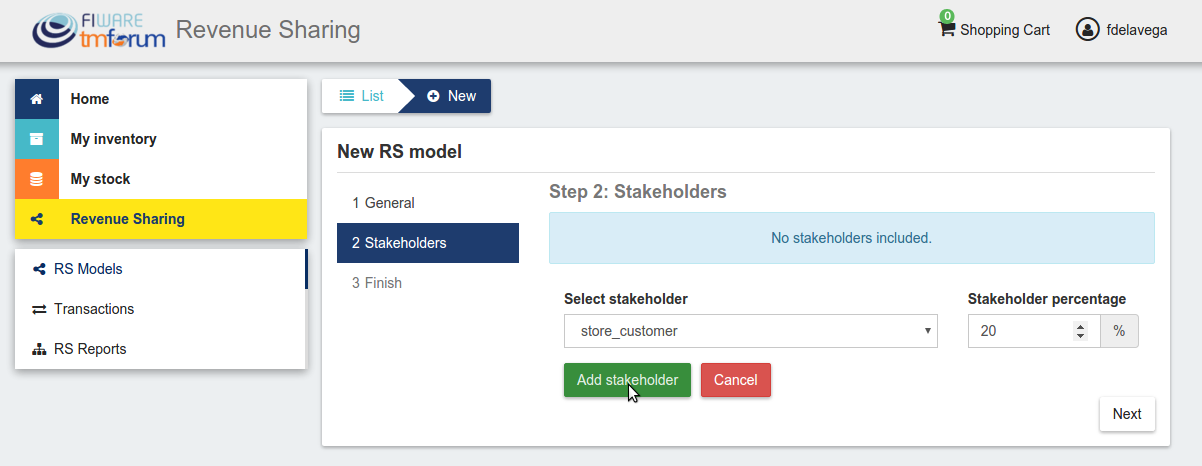 FIWARE
tmforum
Revenue Sharing
0
Shopping Cart
fdelavega
Home
My inventory
My stock
Revenue Sharing
RS Models
Transactions
RS Reports
List
New
New RS model
1 General
2 Stakeholders
3 Finish
Step 2: Stakeholders
No stakeholders included.
Select stakeholder
store_customer
Stakeholder percentage
20
%
Add stakeholder
Cancel
Next